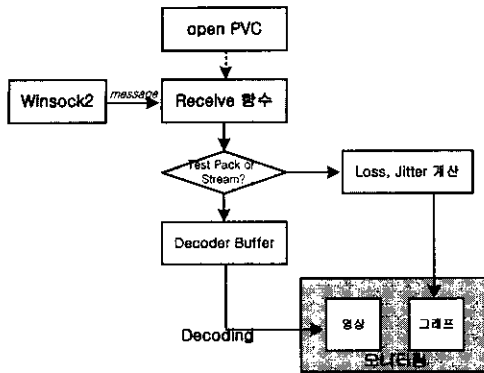 open PVC
Winsock2
message
Receive 함수
Test Pack or
Stream?
Loss, Jitter 계산
Decoder Buffer
Decoding
영상
그래프
모니터링